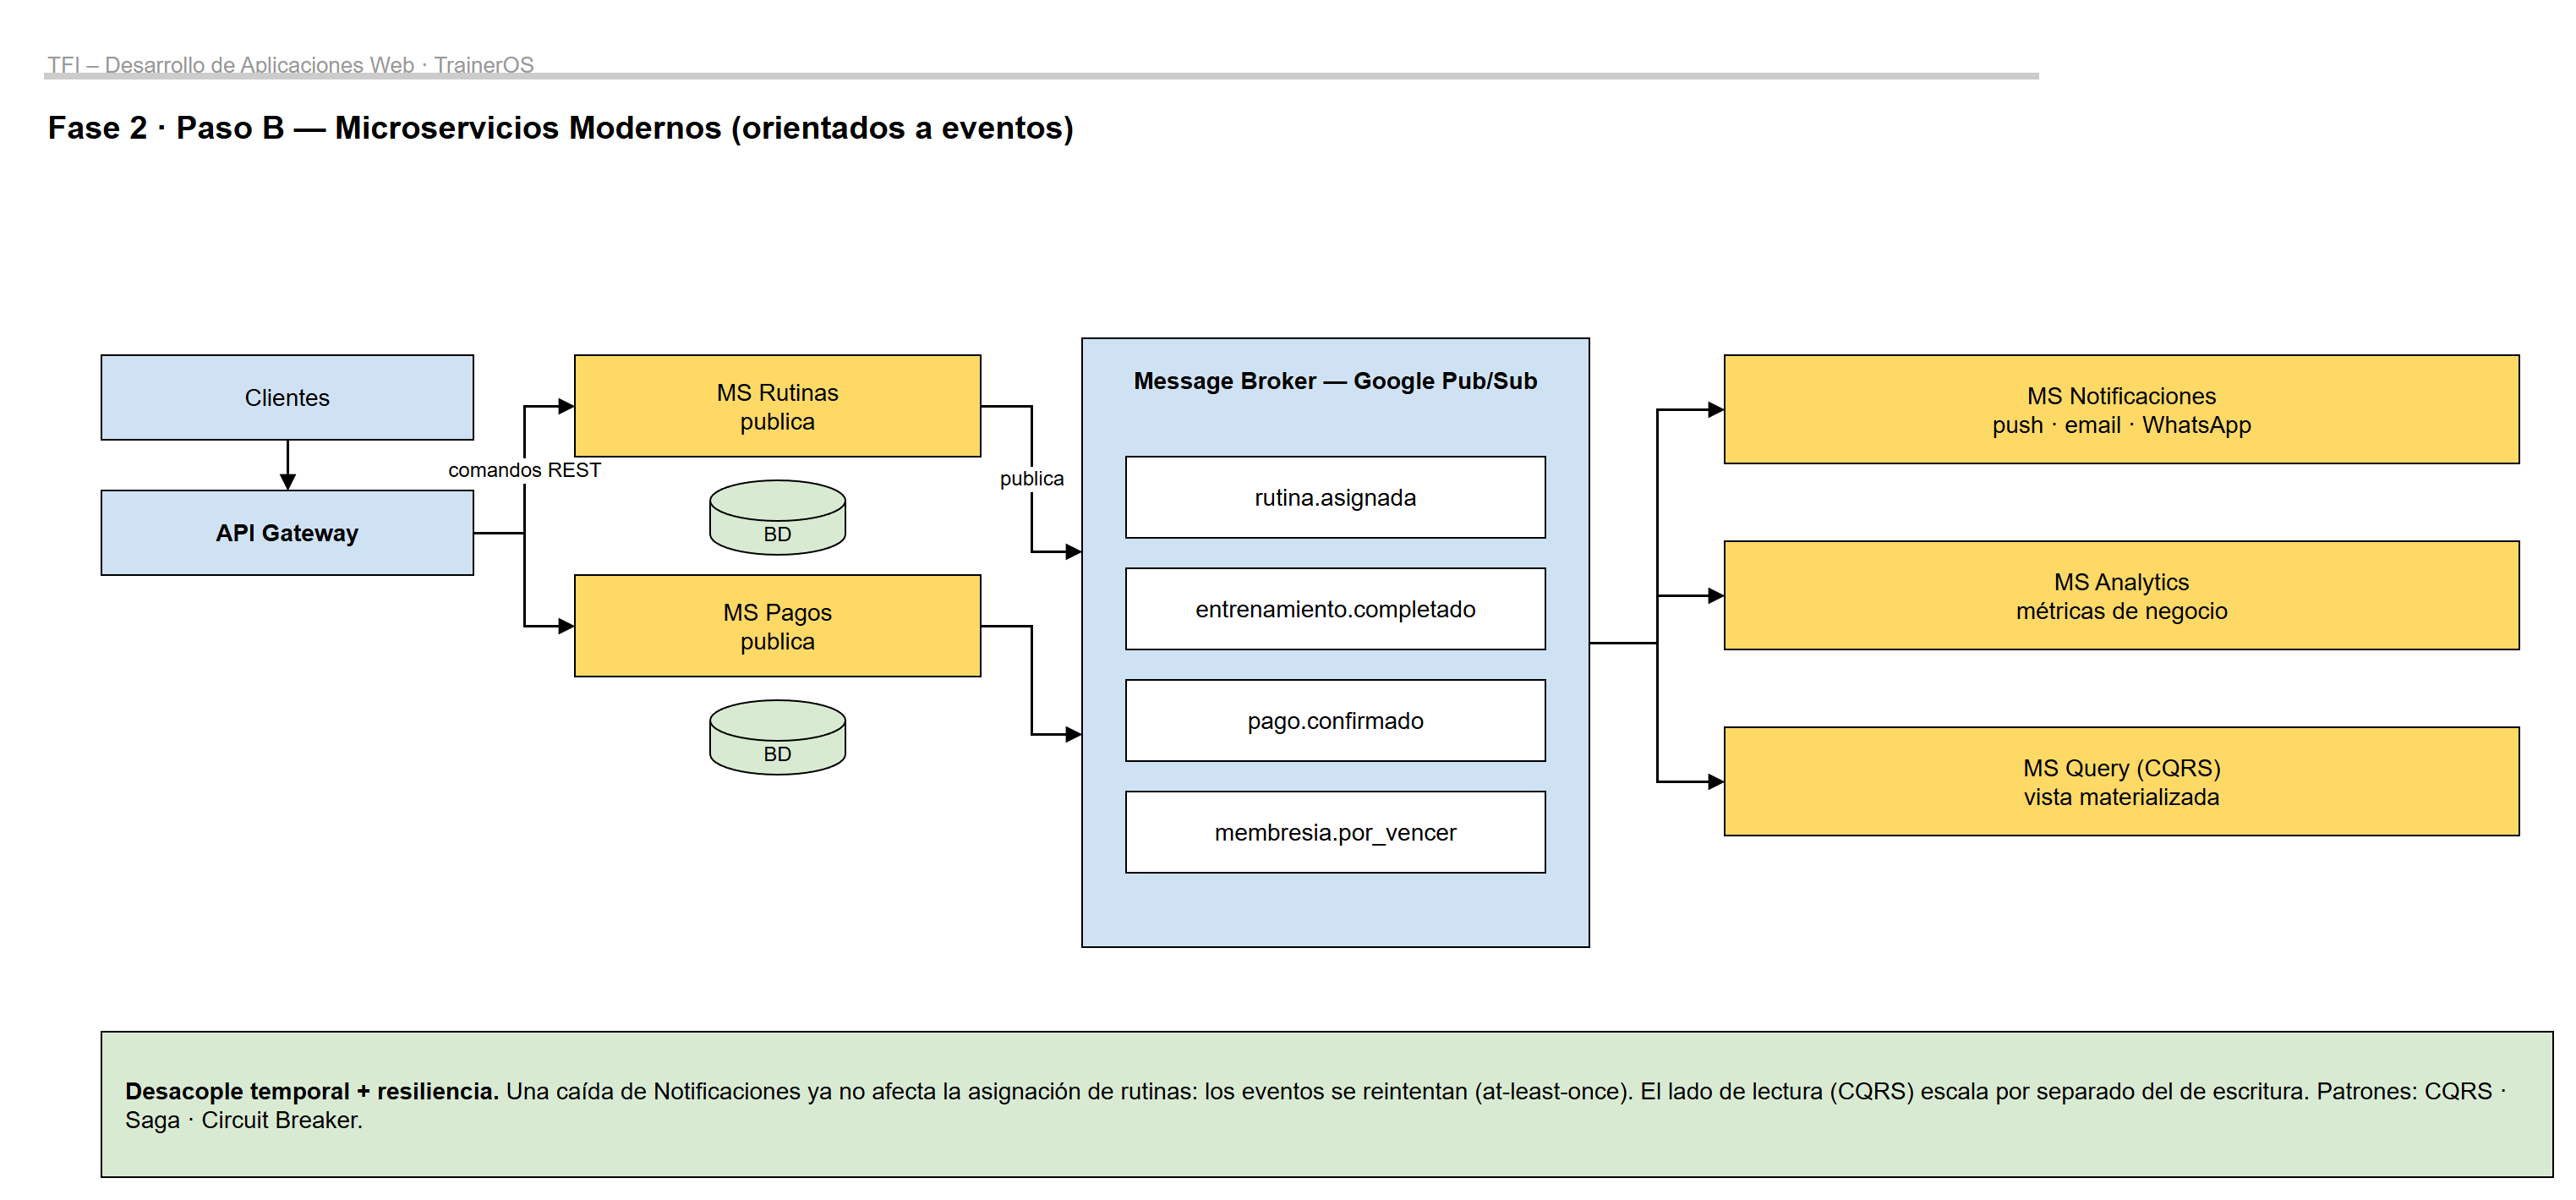 TFI – Desarrollo de Aplicaciones Web · TrainerOS
Fase 2 · Paso B — Microservicios Modernos (orientados a eventos)
Clientes
API Gateway
comandos REST
MS Rutinas
publica
BD
MS Pagos
publica
BD
publica
Message Broker — Google Pub/Sub
rutina.asignada
entrenamiento.completado
pago.confirmado
membresia.por_vencer
MS Notificaciones
push · email · WhatsApp
MS Analytics
métricas de negocio
MS Query (CQRS)
vista materializada
Desacople temporal + resiliencia. Una caída de Notificaciones ya no afecta la asignación de rutinas: los eventos se reintentan (at-least-once). El lado de lectura (CQRS) escala por separado del de escritura. Patrones: CQRS ·
Saga · Circuit Breaker.